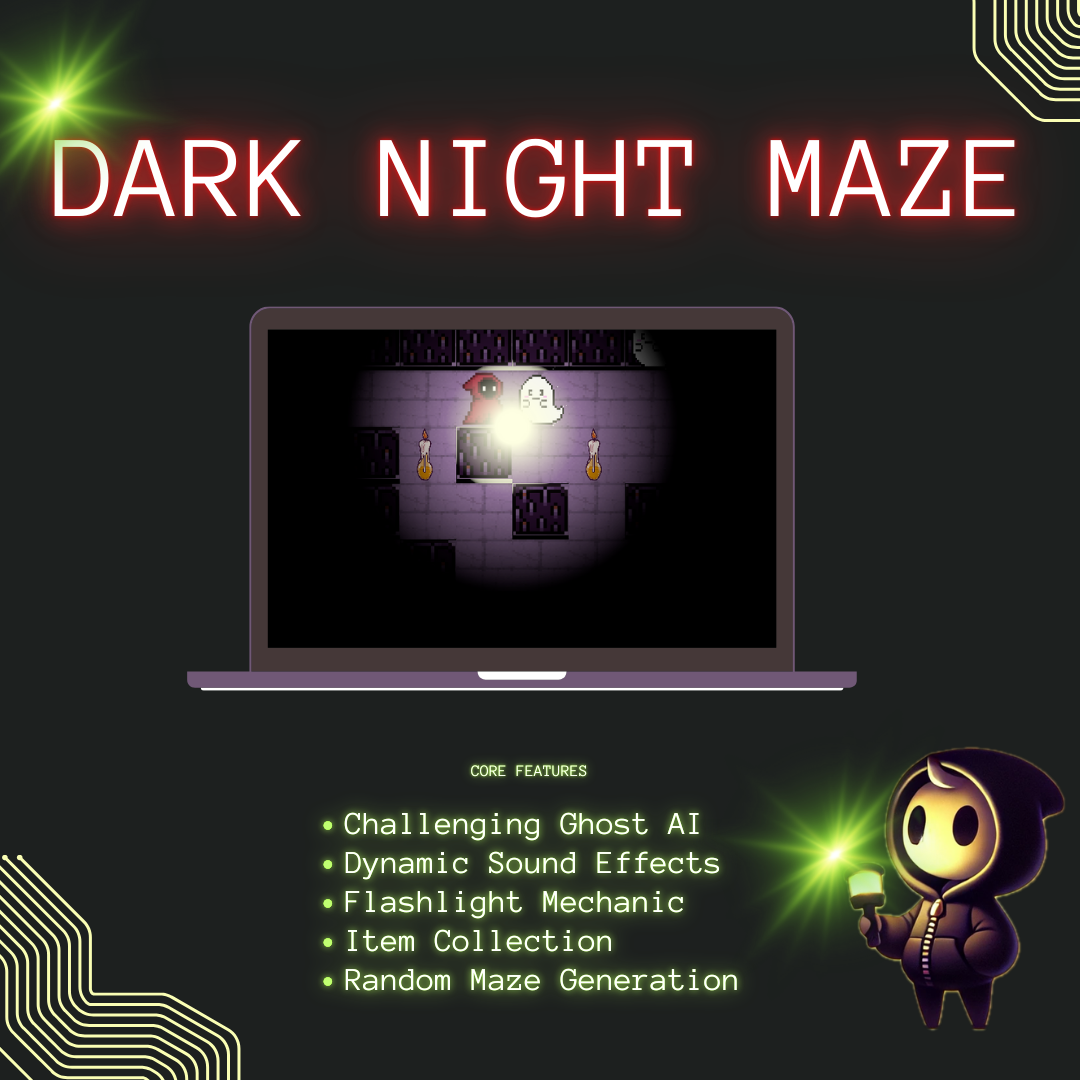 DARK NIGHT MAZE
CORE FEATURES
• Challenging Ghost AI
• Dynamic Sound Effects
• Flashlight Mechanic
• Item Collection
• Random Maze Generation